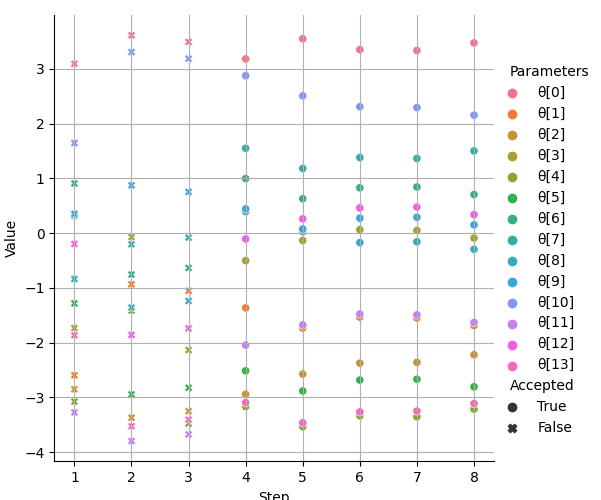 Value
3
2
1
0
−1
−2
−3
−4
1 2 3 4 5 6 7 8
Step
Parameters
θ[0]
θ[1]
θ[2]
θ[3]
θ[4]
θ[5]
θ[6]
θ[7]
θ[8]
θ[9]
θ[10]
θ[11]
θ[12]
θ[13]
Accepted
True
False